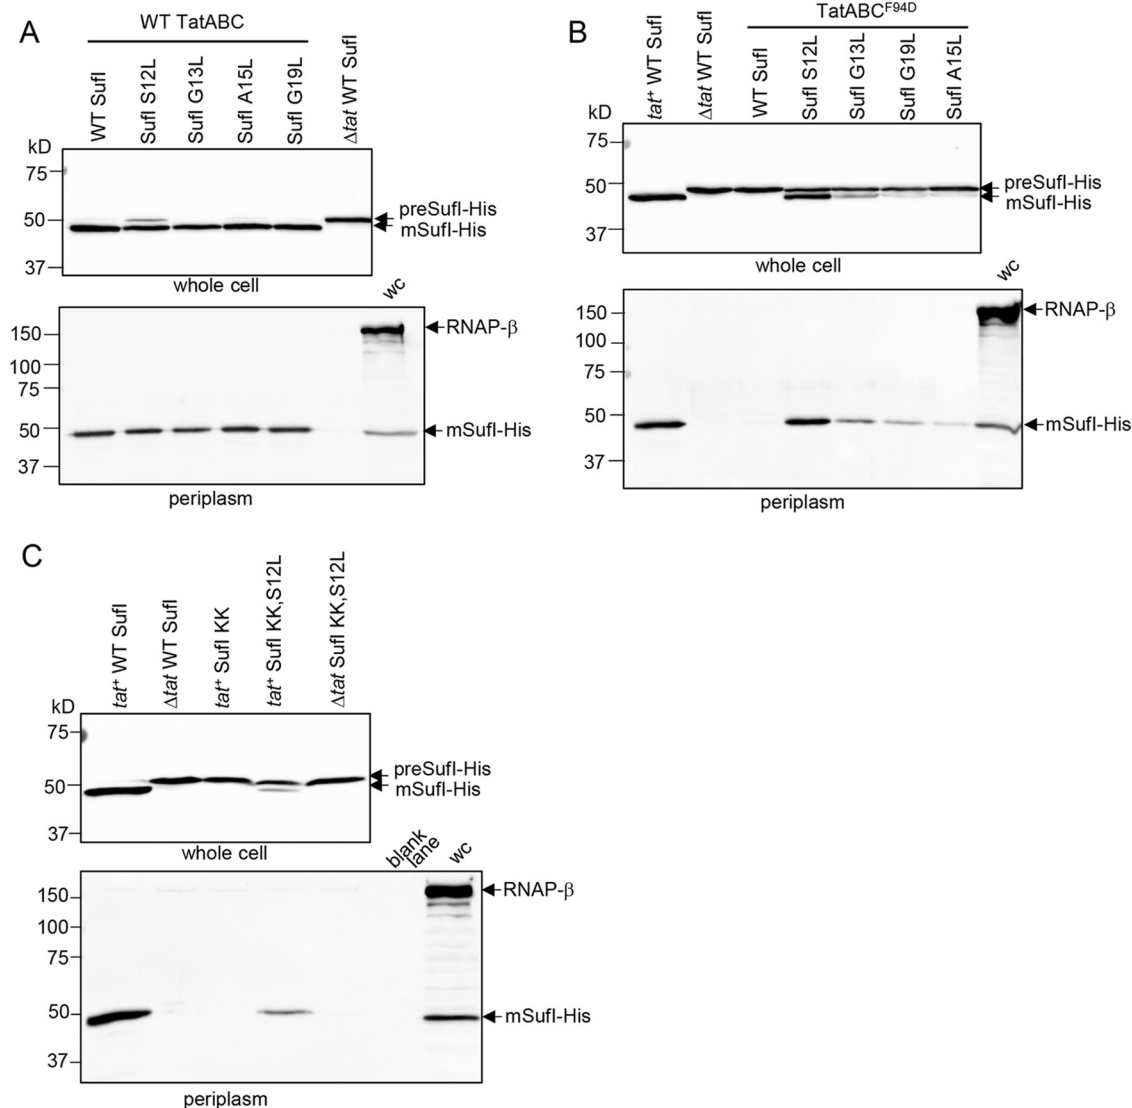 A
WT TatABC
WT SufI
SufI S12L
SufI G13L
SufI A15L
SufI G19L
Δtat WT SufI
kD
75
50
37
preSufI-His
mSufI-His
whole cell
wc
150
100
75
50
37
RNAP-β
mSufI-His
periplasm
B
TatABC^F94D
tat+ WT SufI
Δtat WT SufI
WT SufI
SufI S12L
SufI G13L
SufI G19L
SufI A15L
kD
75
50
37
preSufI-His
mSufI-His
whole cell
wc
150
100
75
50
37
RNAP-β
mSufI-His
periplasm
C
tat+ WT SufI
Δtat WT SufI
tat+ SufI KK
tat+ SufI KK,S12L
Δtat SufI KK,S12L
kD
75
50
37
preSufI-His
mSufI-His
whole cell
blank
lane
wc
150
100
75
50
37
RNAP-β
mSufI-His
periplasm